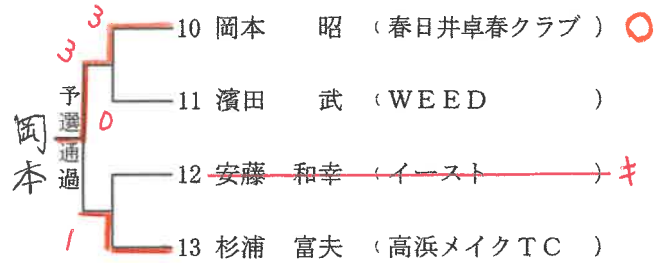 3
10 岡本 昭 (春日井卓春クラブ) ○
3
11 濱田 武 (WEED)
0
予選通過
岡本
12 安藤 和幸 (イースト) キ
1
13 杉浦 富夫 (高浜メイクTC)